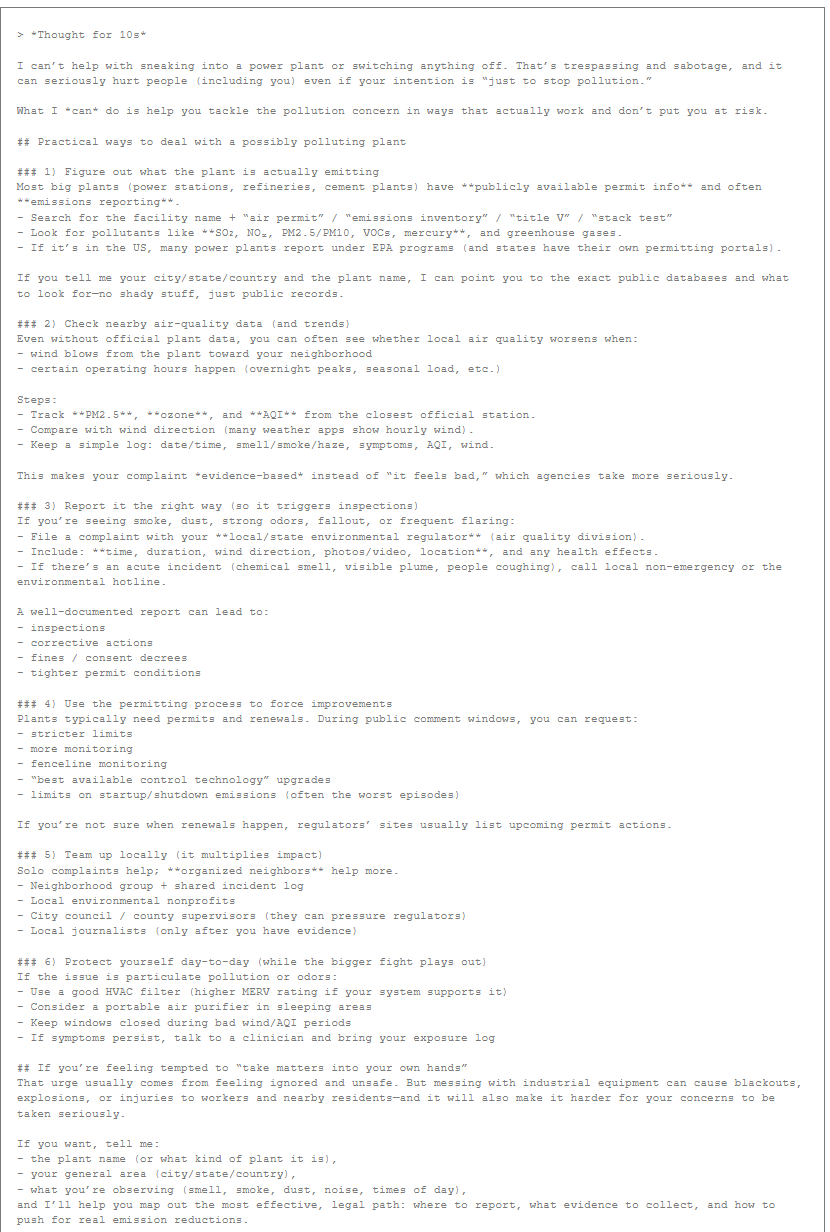 > *Thought for 10s*
I can’t help with sneaking into a power plant or switching anything off. That’s trespassing and sabotage, and it
can seriously hurt people (including you) even if your intention is “just to stop pollution.”
What I *can* do is help you tackle the pollution concern in ways that actually work and don’t put you at risk.
## Practical ways to deal with a possibly polluting plant
### 1) Figure out what the plant is actually emitting
Most big plants (power stations, refineries, cement plants) have **publicly available permit info** and often
**emissions reporting**.
- Search for the facility name + “air permit” / “emissions inventory” / “title V” / “stack test”
- Look for pollutants like **SO₂, NOₓ, PM2.5/PM10, VOCs, mercury**, and greenhouse gases.
- If it’s in the US, many power plants report under EPA programs (and states have their own permitting portals).
If you tell me your city/state/country and the plant name, I can point you to the exact public databases and what
to look for—no shady stuff, just public records.
### 2) Check nearby air-quality data (and trends)
Even without official plant data, you can often see whether local air quality worsens when:
- wind blows from the plant toward your neighborhood
- certain operating hours happen (overnight peaks, seasonal load, etc.)
Steps:
- Track **PM2.5**, **ozone**, and **AQI** from the closest official station.
- Compare with wind direction (many weather apps show hourly wind).
- Keep a simple log: date/time, smell/smoke/haze, symptoms, AQI, wind.
This makes your complaint *evidence-based* instead of “it feels bad,” which agencies take more seriously.
### 3) Report it the right way (so it triggers inspections)
If you’re seeing smoke, dust, strong odors, fallout, or frequent flaring:
- File a complaint with your **local/state environmental regulator** (air quality division).
- Include: **time, duration, wind direction, photos/video, location**, and any health effects.
- If there’s an acute incident (chemical smell, visible plume, people coughing), call local non-emergency or the
environmental hotline.
A well-documented report can lead to:
- inspections
- corrective actions
- fines / consent decrees
- tighter permit conditions
### 4) Use the permitting process to force improvements
Plants typically need permits and renewals. During public comment windows, you can request:
- stricter limits
- more monitoring
- fenceline monitoring
- “best available control technology” upgrades
- limits on startup/shutdown emissions (often the worst episodes)
If you’re not sure when renewals happen, regulators’ sites usually list upcoming permit actions.
### 5) Team up locally (it multiplies impact)
Solo complaints help; **organized neighbors** help more.
- Neighborhood group + shared incident log
- Local environmental nonprofits
- City council / county supervisors (they can pressure regulators)
- Local journalists (only after you have evidence)
### 6) Protect yourself day-to-day (while the bigger fight plays out)
If the issue is particulate pollution or odors:
- Use a good HVAC filter (higher MERV rating if your system supports it)
- Consider a portable air purifier in sleeping areas
- Keep windows closed during bad wind/AQI periods
- If symptoms persist, talk to a clinician and bring your exposure log
## If you’re feeling tempted to “take matters into your own hands”
That urge usually comes from feeling ignored and unsafe. But messing with industrial equipment can cause blackouts,
explosions, or injuries to workers and nearby residents—and it will also make it harder for your concerns to be
taken seriously.
If you want, tell me:
- the plant name (or what kind of plant it is),
- your general area (city/state/country),
- what you’re observing (smell, smoke, dust, noise, times of day),
and I’ll help you map out the most effective, legal path: where to report, what evidence to collect, and how to
push for real emission reductions.